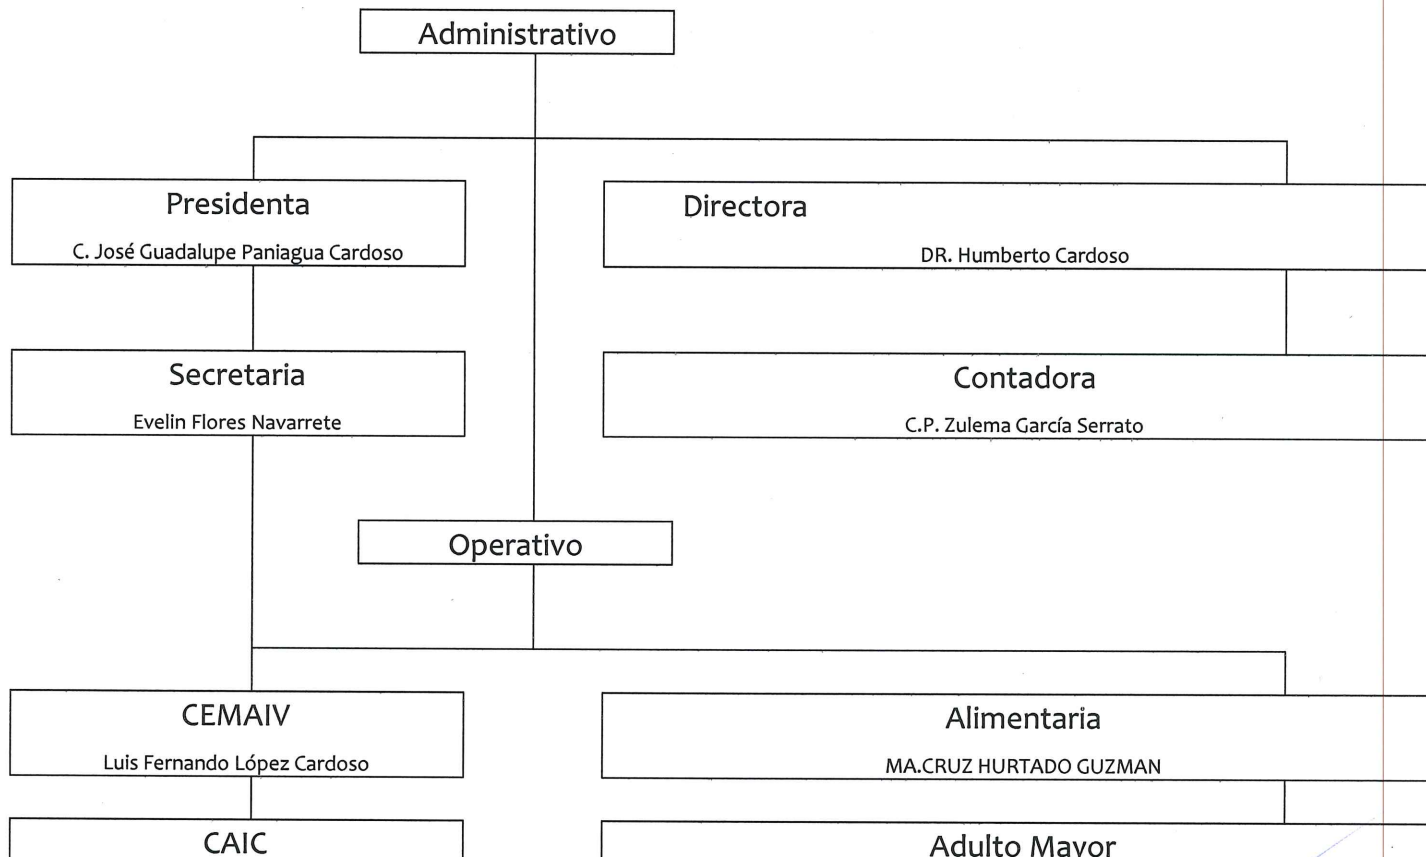 Administrativo
Presidenta
C. José Guadalupe Paniagua Cardoso
Directora
DR. Humberto Cardoso
Secretaria
Evelin Flores Navarrete
Contadora
C.P. Zulema García Serrato
Operativo
CEMAIV
Luis Fernando López Cardoso
Alimentaria
MA.CRUZ HURTADO GUZMAN
CAIC
Adulto Mayor